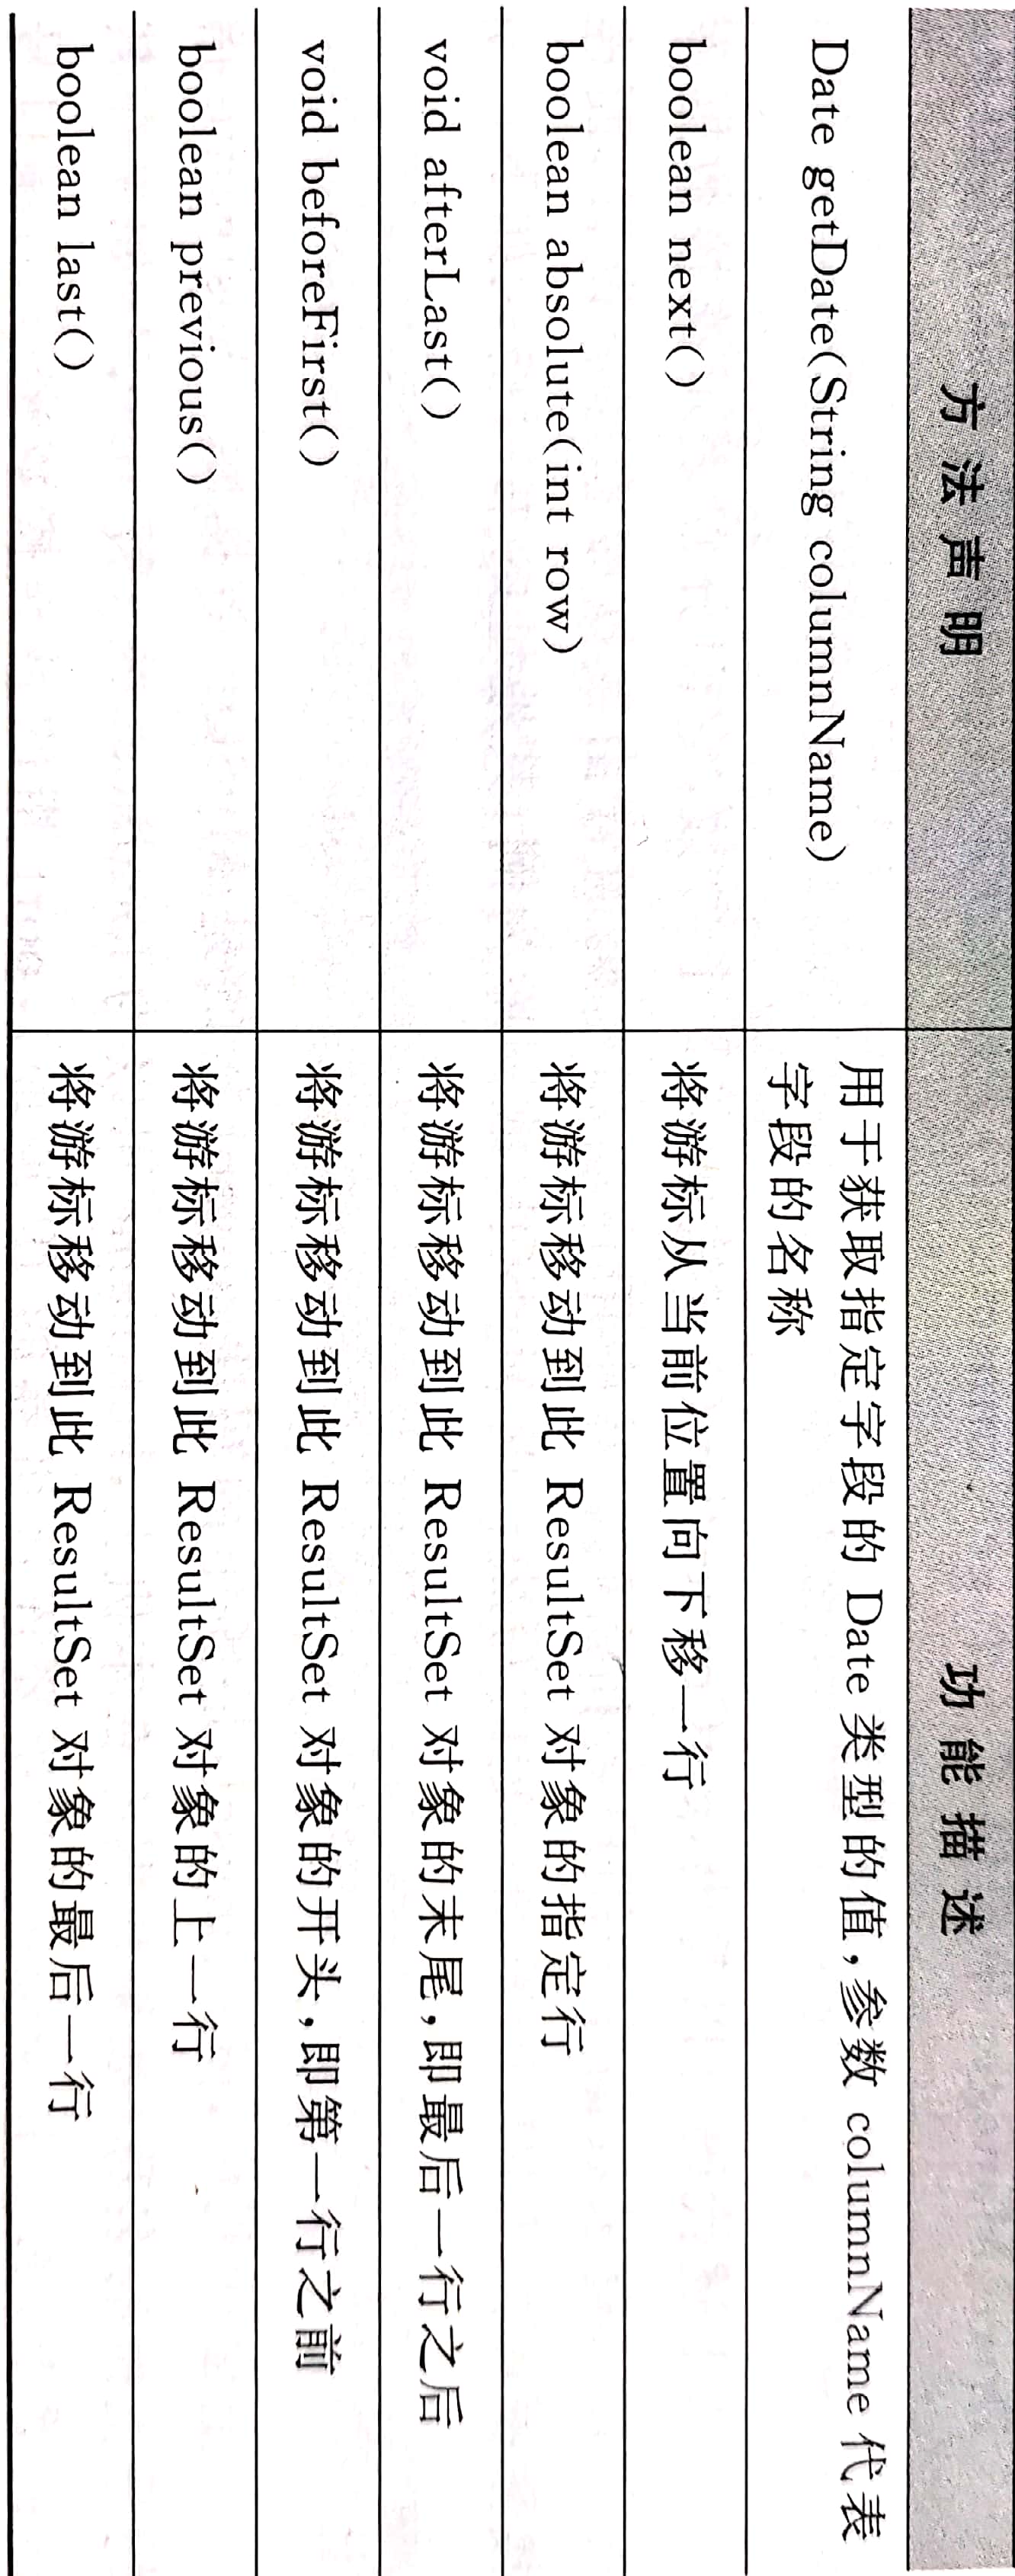 方法声明 功能描述
Date getDate(String columnName) 用于获取指定字段的 Date 类型的值,参数 columnName 代表
字段的名称
boolean next() 将游标从当前位置向下移一行
boolean absolute(int row) 将游标移动到此 ResultSet 对象的指定行
void afterLast() 将游标移动到此 ResultSet 对象的末尾,即最后一行之后
void beforeFirst() 将游标移动到此 ResultSet 对象的开头,即第一行之前
boolean previous() 将游标移动到此 ResultSet 对象的上一行
boolean last() 将游标移动到此 ResultSet 对象的最后一行